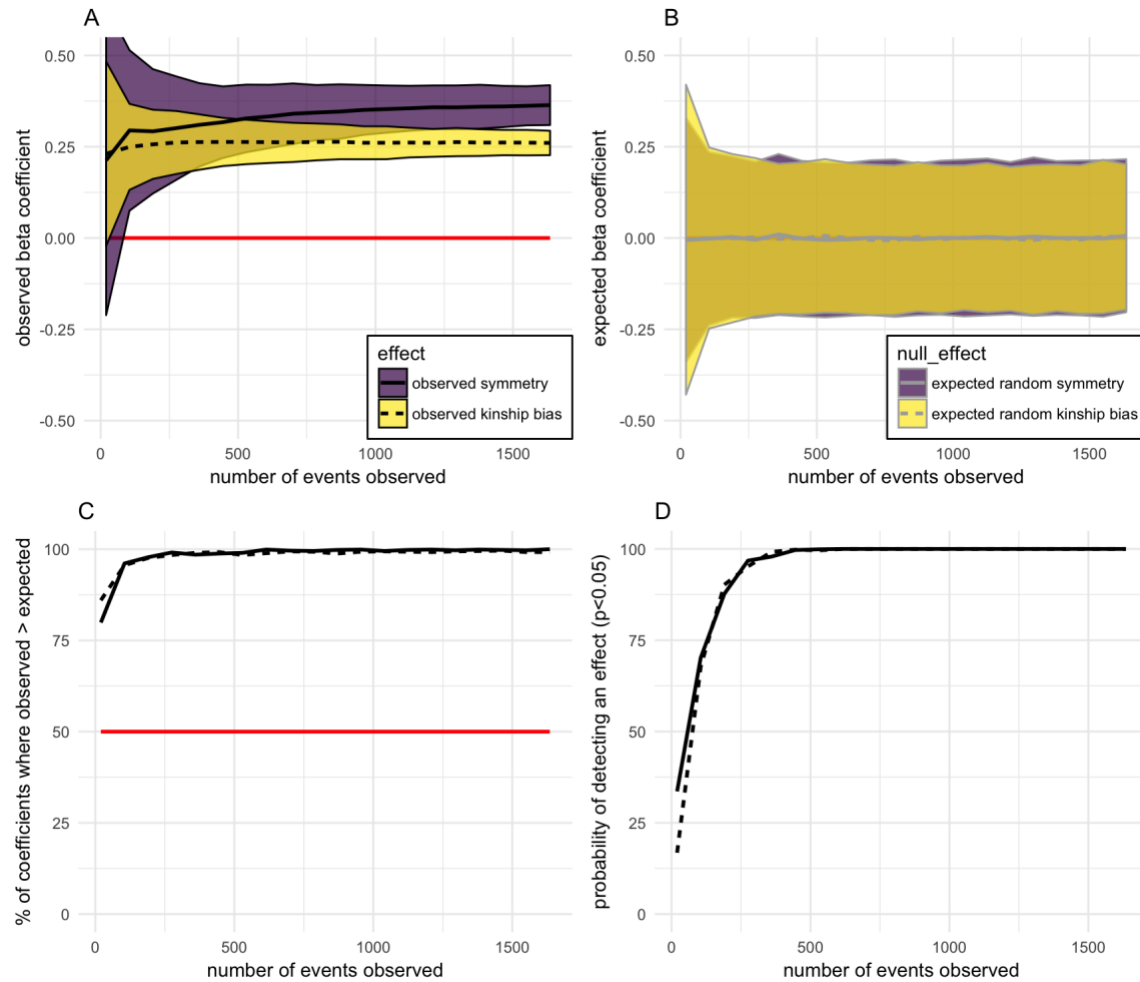 A
0.50
0.25
0.00
-0.25
-0.50
observed beta coefficient
effect
observed symmetry
observed kinship bias
0 500 1000 1500
number of events observed
B
0.50
0.25
0.00
-0.25
-0.50
expected beta coefficient
null_effect
expected random symmetry
expected random kinship bias
0 500 1000 1500
number of events observed
C
100
75
50
25
0
% of coefficients where observed > expected
0 500 1000 1500
number of events observed
D
100
75
50
25
0
probability of detecting an effect (p<0.05)
0 500 1000 1500
number of events observed